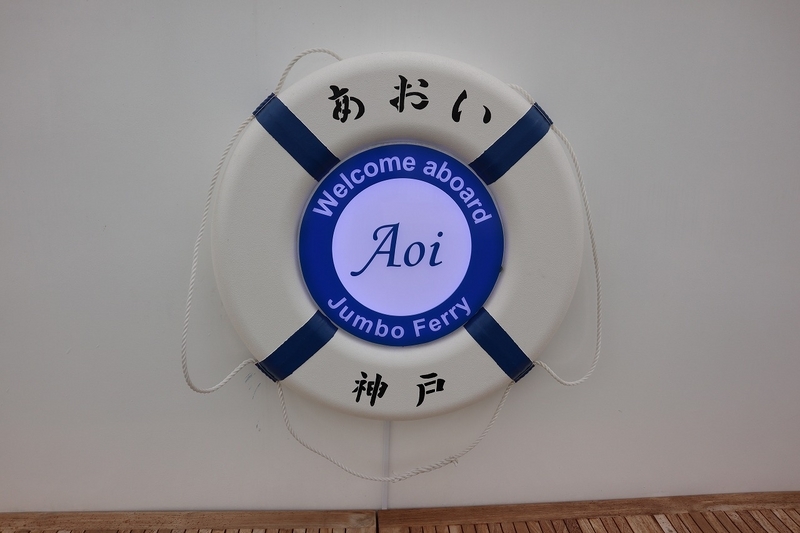 あおい
Welcome aboard
Aoi
Jumbo Ferry
神戸